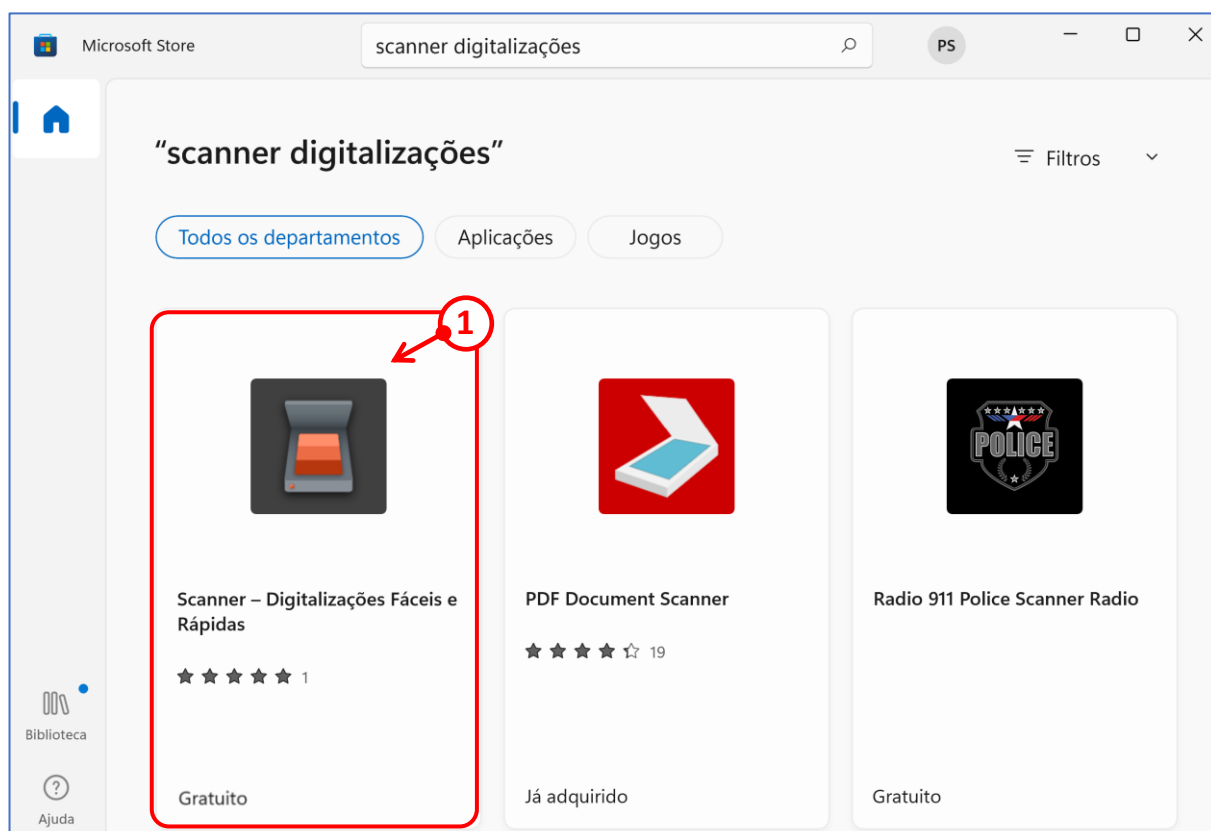 Microsoft Store
scanner digitalizações
PS
“scanner digitalizações”
Filtros
Todos os departamentos
Aplicações
Jogos
1
POLICE
Scanner – Digitalizações Fáceis e
Rápidas
1
Gratuito
PDF Document Scanner
19
Já adquirido
Radio 911 Police Scanner Radio
Gratuito
Biblioteca
Ajuda